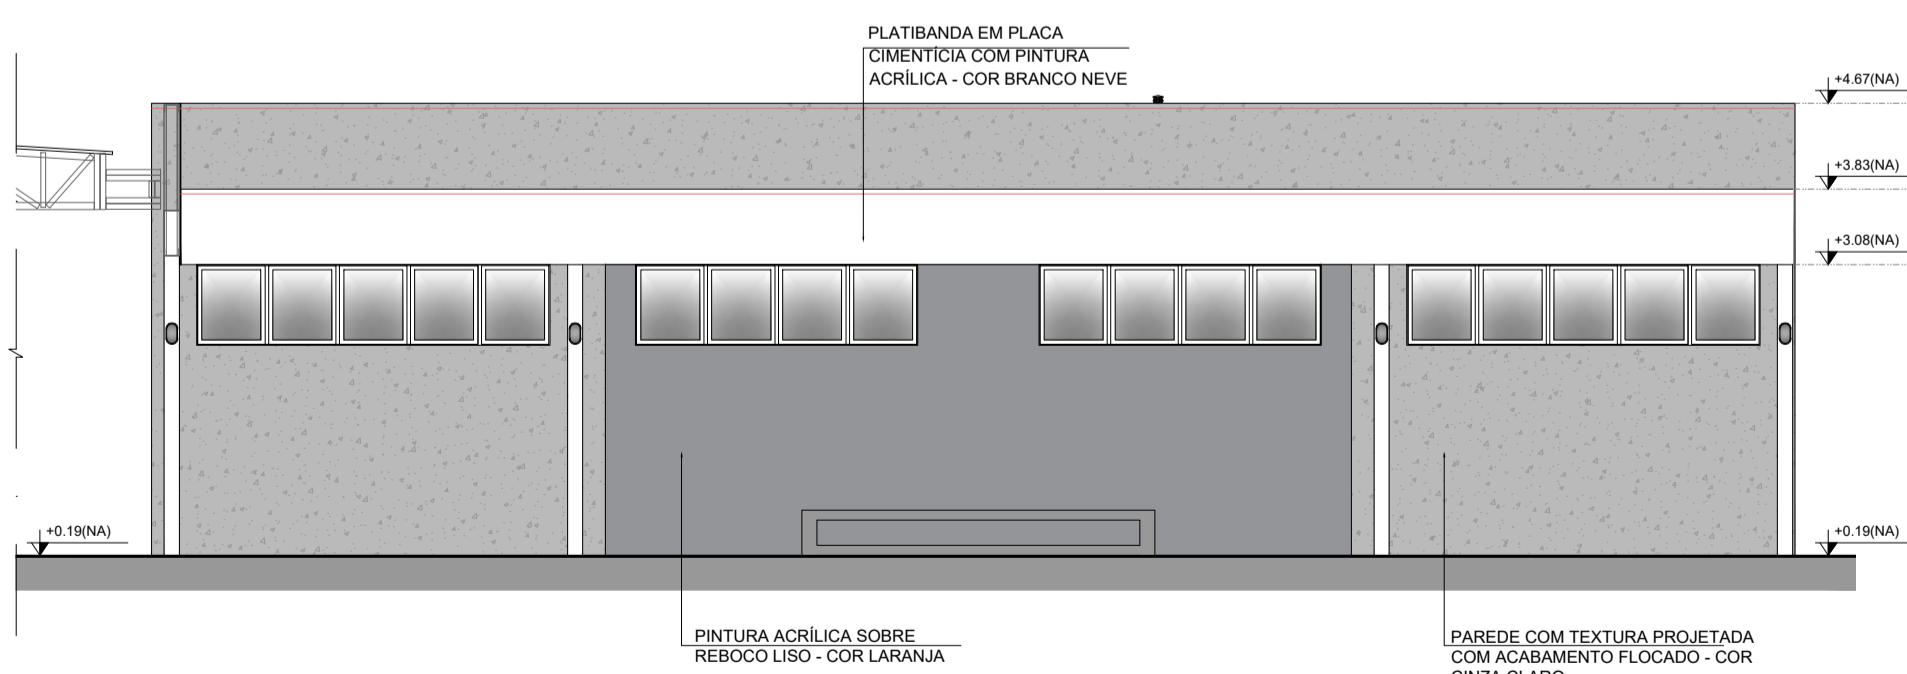 PLATIBANDA EM PLACA
CIMENTÍCIA COM PINTURA
ACRÍLICA - COR BRANCO NEVE
+4.67(NA)
+3.83(NA)
+3.08(NA)
+0.19(NA)
+0.19(NA)
PINTURA ACRÍLICA SOBRE
REBOCO LISO - COR LARANJA
PAREDE COM TEXTURA PROJETADA
COM ACABAMENTO FLOCADO - COR
CINZA CLARO